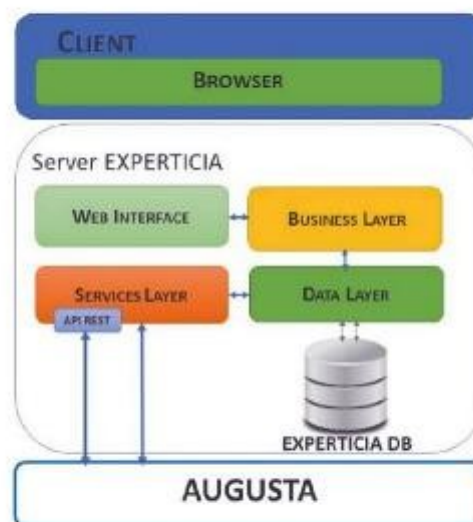 CLIENT
BROWSER
Server EXPERTICIA
WEB INTERFACE
BUSINESS LAYER
SERVICES LAYER
DATA LAYER
API REST
EXPERTICIA DB
AUGUSTA